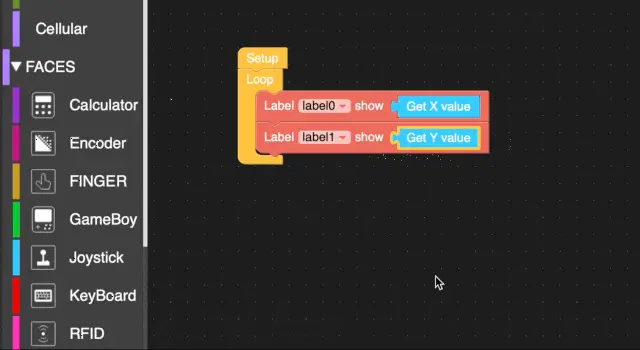 Cellular
FACES
Calculator
Encoder
FINGER
GameBoy
Joystick
KeyBoard
RFID
Setup
Loop
Label label0 show Get X value
Label label1 show Get Y value